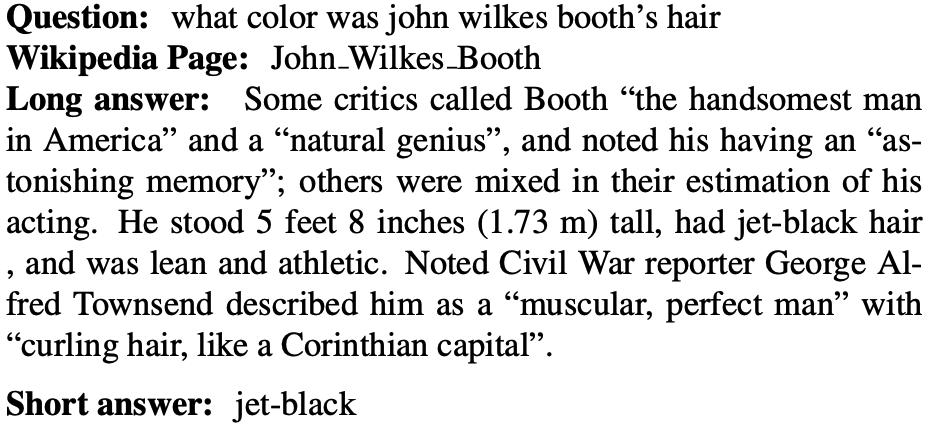 Question: what color was john wilkes booth’s hair
Wikipedia Page: John_Wilkes_Booth
Long answer: Some critics called Booth “the handsomest man
in America” and a “natural genius”, and noted his having an “as-
tonishing memory”; others were mixed in their estimation of his
acting. He stood 5 feet 8 inches (1.73 m) tall, had jet-black hair
, and was lean and athletic. Noted Civil War reporter George Al-
fred Townsend described him as a “muscular, perfect man” with
“curling hair, like a Corinthian capital”.
Short answer: jet-black